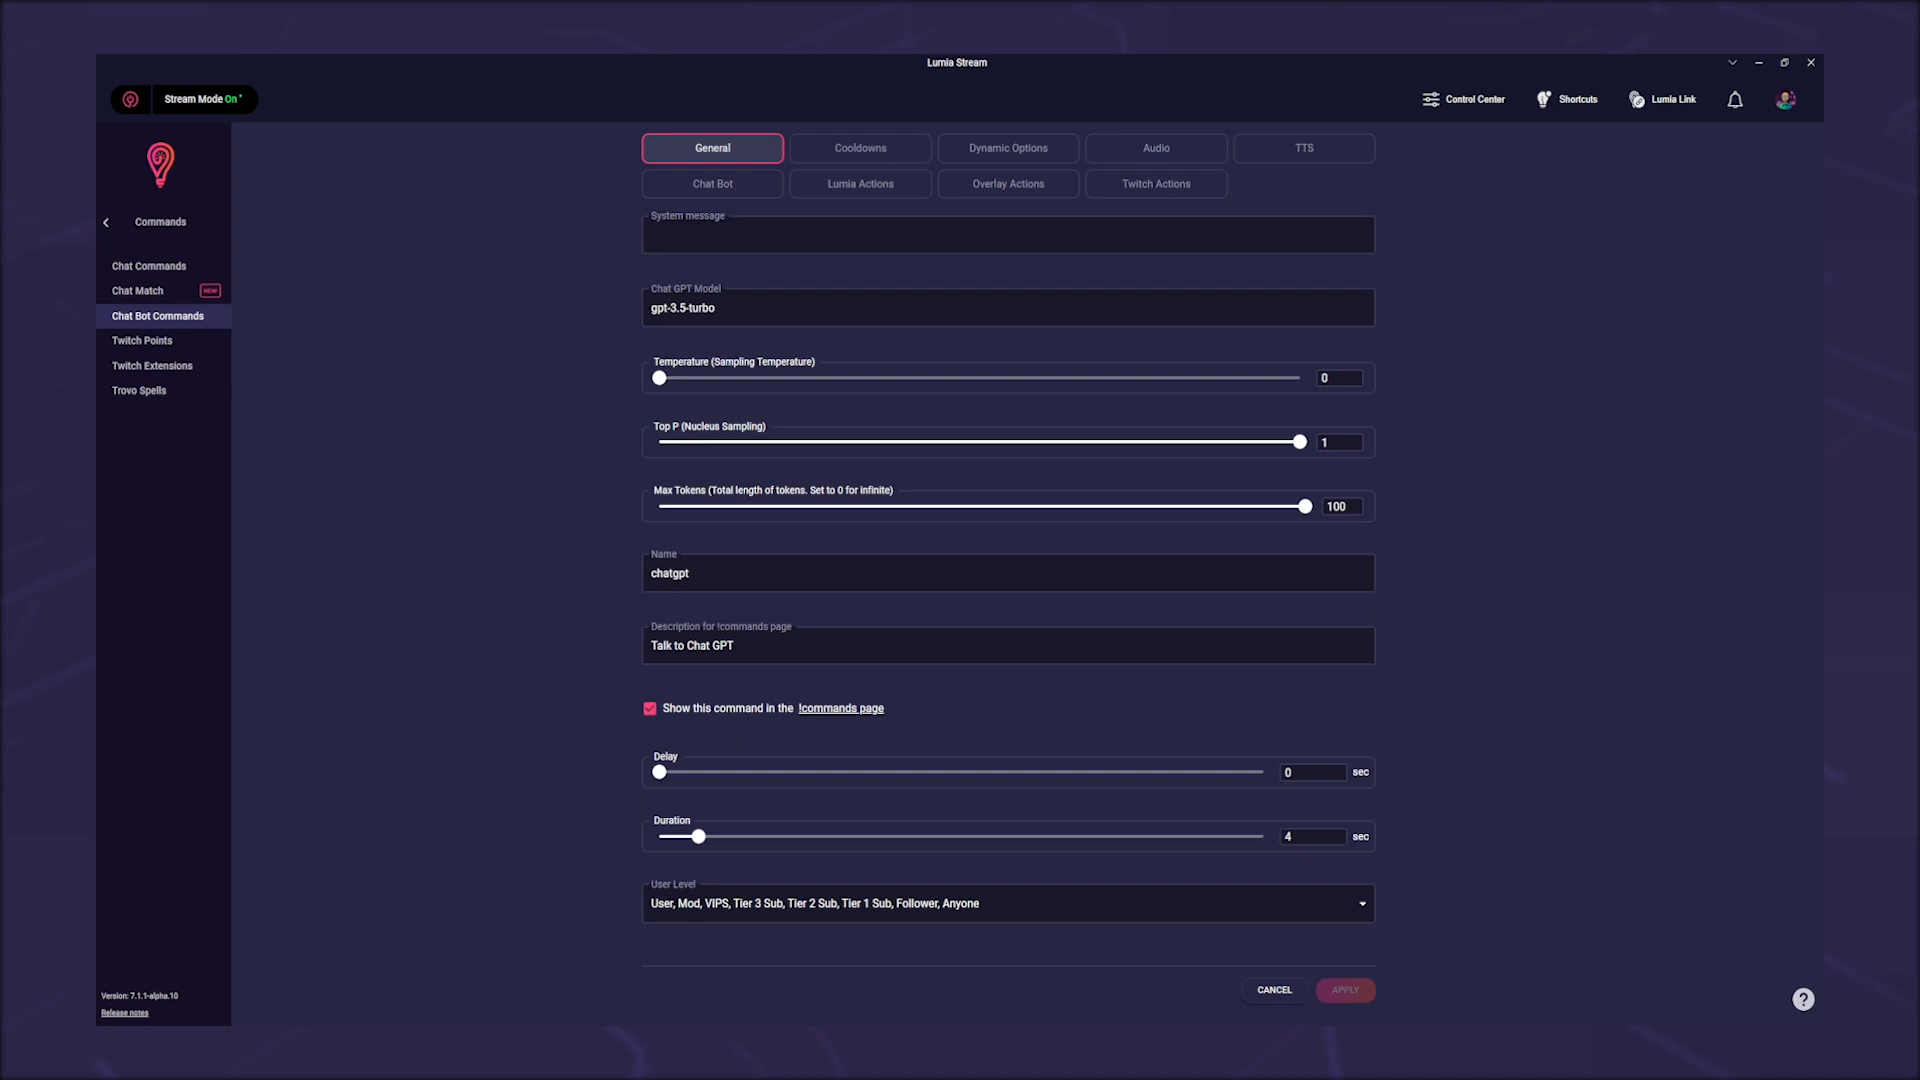 Lumia Stream
Stream Mode On
Control Center
Shortcuts
Lumia Link
Commands
Chat Commands
Chat Match NEW
Chat Bot Commands
Twitch Points
Twitch Extensions
Trovo Spells
Version: 7.1.1-alpha.10
Release notes
General Cooldowns Dynamic Options Audio TTS
Chat Bot Lumia Actions Overlay Actions Twitch Actions
System message
Chat GPT Model
gpt-3.5-turbo
Temperature (Sampling Temperature)
0
Top P (Nucleus Sampling)
1
Max Tokens (Total length of tokens. Set to 0 for infinite)
100
Name
chatgpt
Description for !commands page
Talk to Chat GPT
Show this command in the !commands page
Delay
0 sec
Duration
4 sec
User Level
User, Mod, VIPS, Tier 3 Sub, Tier 2 Sub, Tier 1 Sub, Follower, Anyone
CANCEL APPLY
?